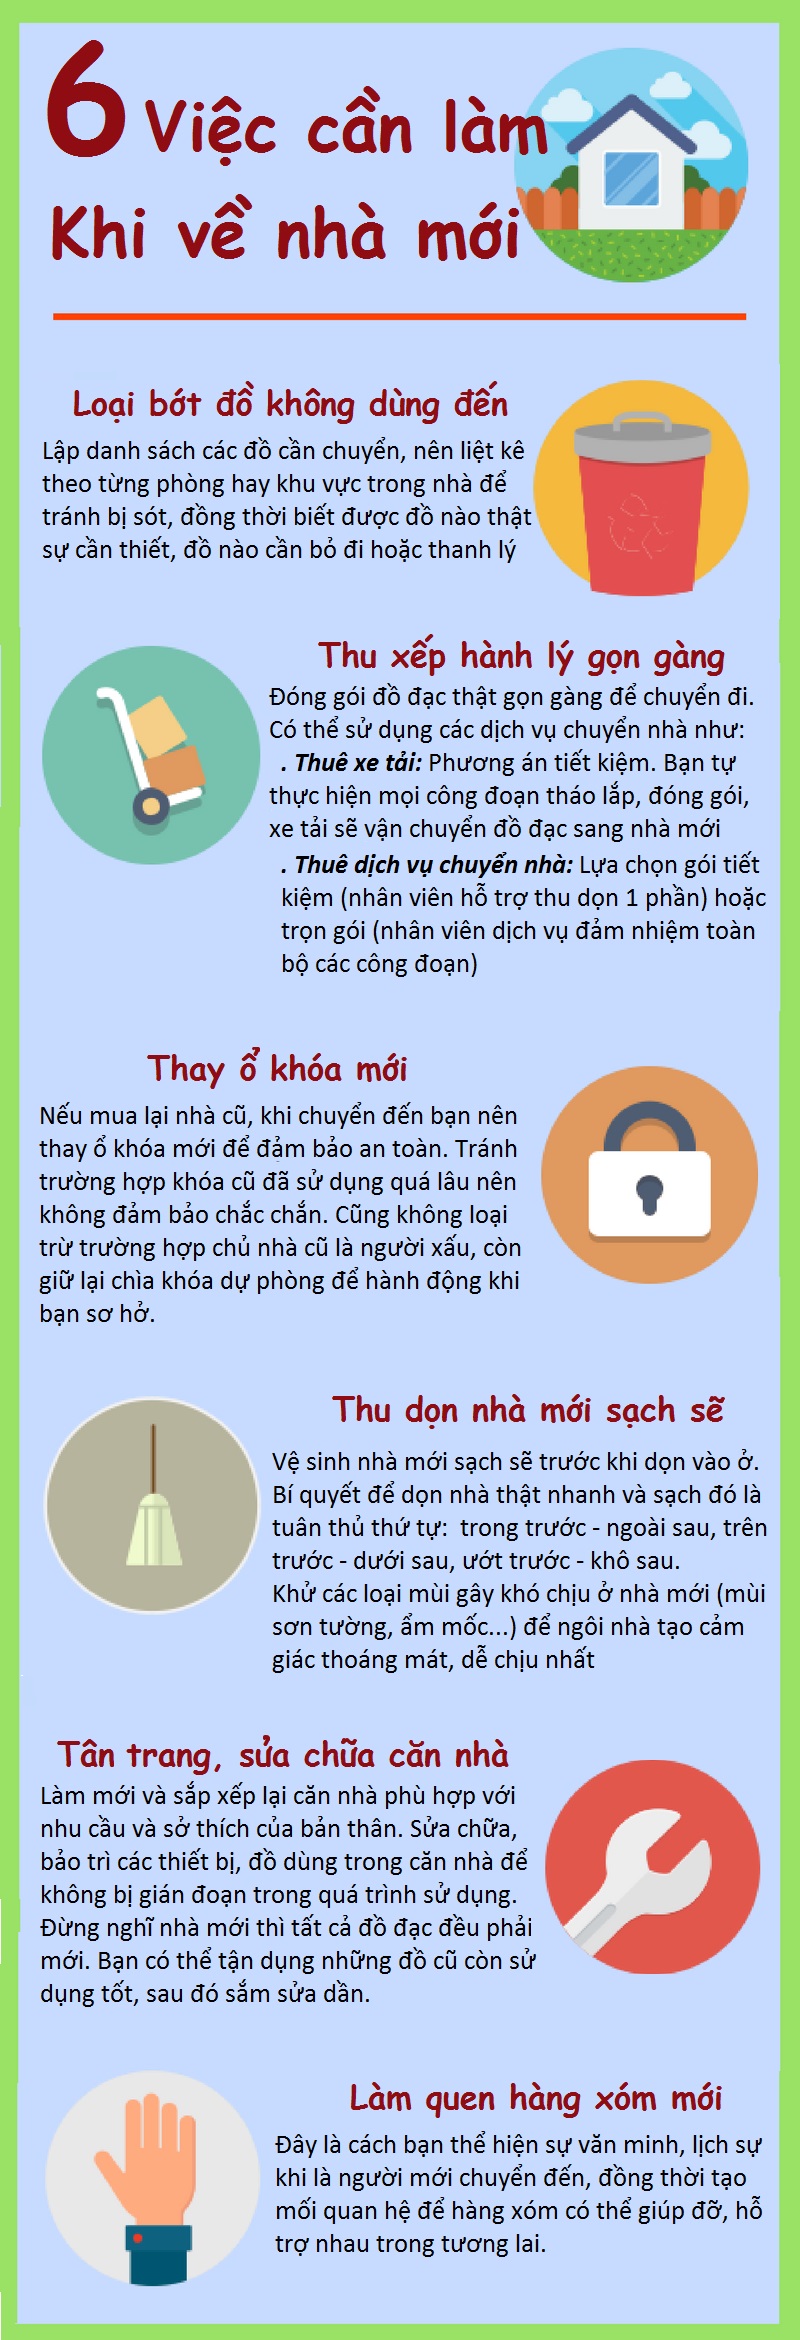 6 Việc cần làm
Khi về nhà mới
Loại bớt đồ không dùng đến
Lập danh sách các đồ cần chuyển, nên liệt kê
theo từng phòng hay khu vực trong nhà để
tránh bị sót, đồng thời biết được đồ nào thật
sự cần thiết, đồ nào cần bỏ đi hoặc thanh lý
Thu xếp hành lý gọn gàng
Đóng gói đồ đạc thật gọn gàng để chuyển đi.
Có thể sử dụng các dịch vụ chuyển nhà như:
. Thuê xe tải: Phương án tiết kiệm. Bạn tự
thực hiện mọi công đoạn tháo lắp, đóng gói,
xe tải sẽ vận chuyển đồ đạc sang nhà mới
. Thuê dịch vụ chuyển nhà: Lựa chọn gói tiết
kiệm (nhân viên hỗ trợ thu dọn 1 phần) hoặc
trọn gói (nhân viên dịch vụ đảm nhiệm toàn
bộ các công đoạn)
Thay ổ khóa mới
Nếu mua lại nhà cũ, khi chuyển đến bạn nên
thay ổ khóa mới để đảm bảo an toàn. Tránh
trường hợp khóa cũ đã sử dụng quá lâu nên
không đảm bảo chắc chắn. Cũng không loại
trừ trường hợp chủ nhà cũ là người xấu, còn
giữ lại chìa khóa dự phòng để hành động khi
bạn sơ hở.
Thu dọn nhà mới sạch sẽ
Vệ sinh nhà mới sạch sẽ trước khi dọn vào ở.
Bí quyết để dọn nhà thật nhanh và sạch đó là
tuân thủ thứ tự: trong trước - ngoài sau, trên
trước - dưới sau, ướt trước - khô sau.
Khử các loại mùi gây khó chịu ở nhà mới (mùi
sơn tường, ẩm mốc...) để ngôi nhà tạo cảm
giác thoáng mát, dễ chịu nhất
Tân trang, sửa chữa căn nhà
Làm mới và sắp xếp lại căn nhà phù hợp với
nhu cầu và sở thích của bản thân. Sửa chữa,
bảo trì các thiết bị, đồ dùng trong căn nhà để
không bị gián đoạn trong quá trình sử dụng.
Đừng nghĩ nhà mới thì tất cả đồ đạc đều phải
mới. Bạn có thể tận dụng những đồ cũ còn sử
dụng tốt, sau đó sắm sửa dần.
Làm quen hàng xóm mới
Đây là cách bạn thể hiện sự văn minh, lịch sự
khi là người mới chuyển đến, đồng thời tạo
mối quan hệ để hàng xóm có thể giúp đỡ, hỗ
trợ nhau trong tương lai.